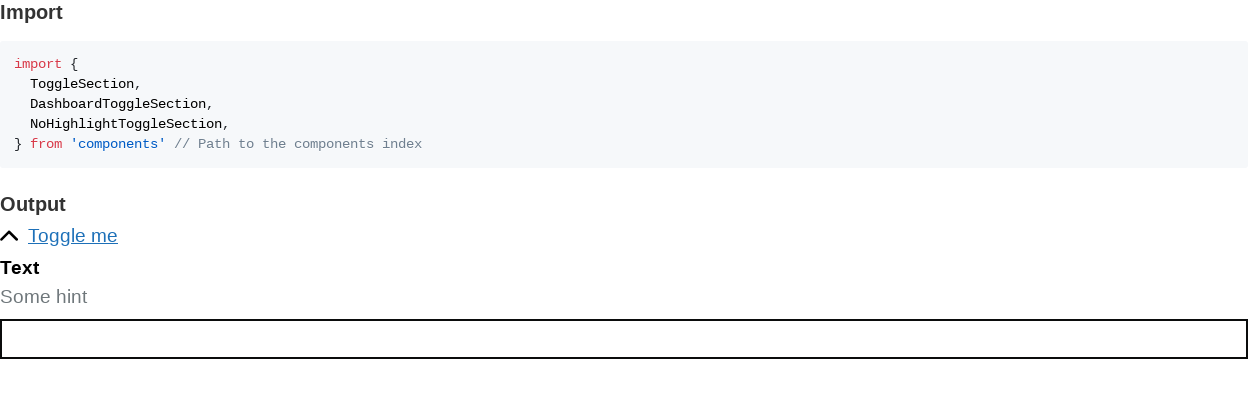 Import
import {
  ToggleSection,
  DashboardToggleSection,
  NoHighlightToggleSection,
} from 'components' // Path to the components index
Output
Toggle me
Text
Some hint